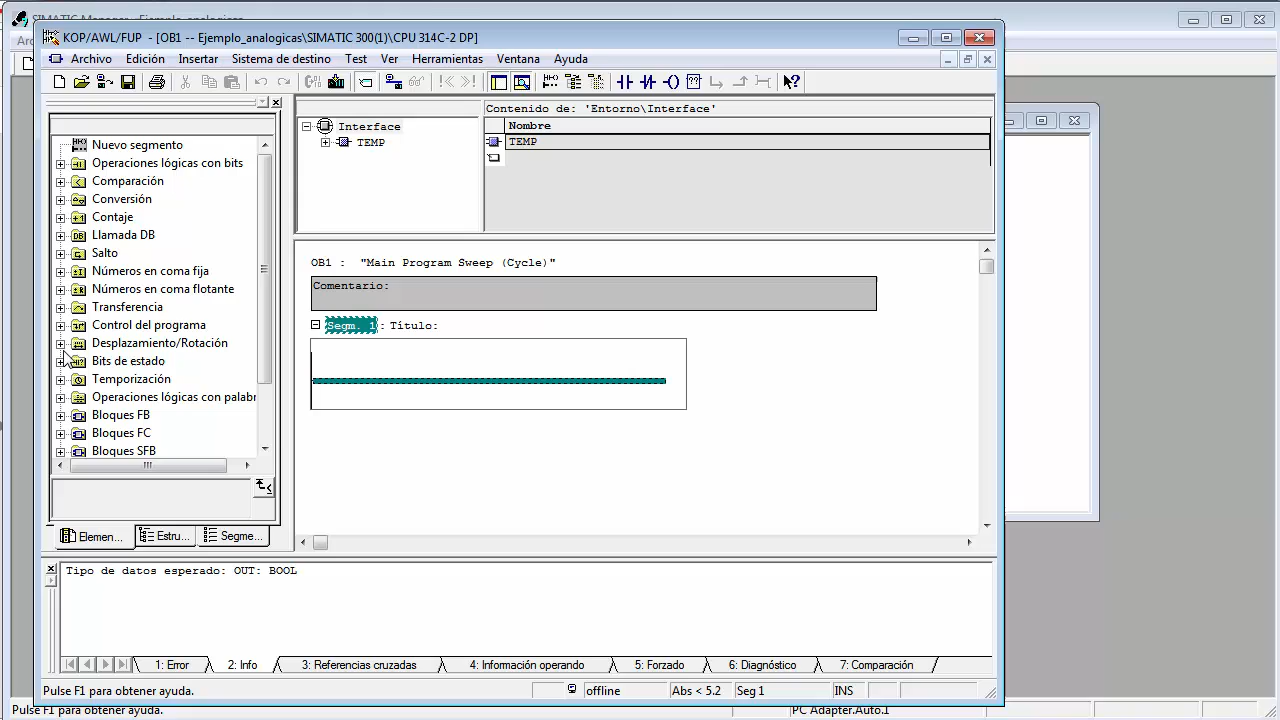 SIMATIC Manager - Ejemplo_analogicas
KOP/AWL/FUP - [OB1 -- Ejemplo_analogicas\SIMATIC 300(1)\CPU 314C-2 DP]
Archivo Edición Insertar Sistema de destino Test Ver Herramientas Ventana Ayuda
Nuevo segmento
Operaciones lógicas con bits
Comparación
Conversión
Contaje
Llamada DB
Salto
Números en coma fija
Números en coma flotante
Transferencia
Control del programa
Desplazamiento/Rotación
Bits de estado
Temporización
Operaciones lógicas con palabr
Bloques FB
Bloques FC
Bloques SFB
Elemen... Estru... Segme...
Interface
TEMP
Contenido de: 'Entorno\Interface'
Nombre
TEMP
OB1 : "Main Program Sweep (Cycle)"
Comentario:
Segm. 1: Título:
Tipo de datos esperado: OUT: BOOL
1: Error 2: Info 3: Referencias cruzadas 4: Información operando 5: Forzado 6: Diagnóstico 7: Comparación
Pulse F1 para obtener ayuda. offline Abs < 5.2 Seg 1 INS
Pulse F1 para obtener ayuda. PC Adapter.Auto.1